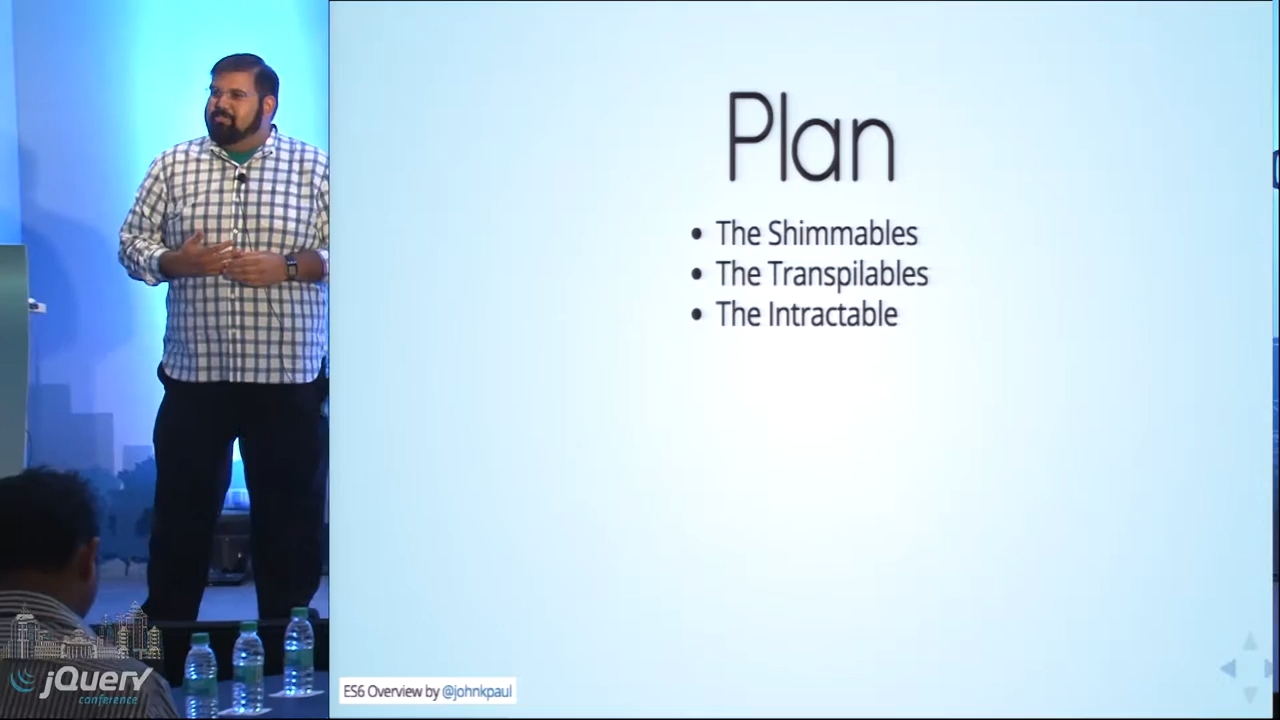 Plan
• The Shimmables
• The Transpilables
• The Intractable
ES6 Overview by @johnkpaul
jQuery
conference